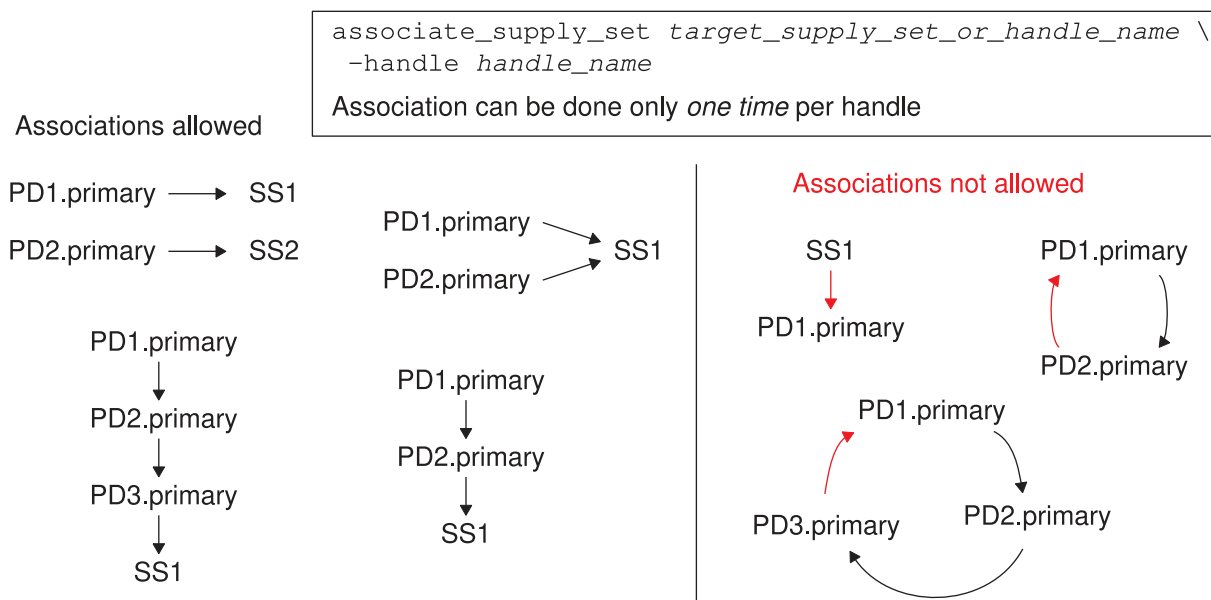 associate_supply_set target_supply_set_or_handle_name \
-handle handle_name
Association can be done only one time per handle
Associations allowed
PD1.primary
SS1
PD2.primary
SS2
PD1.primary
PD2.primary
SS1
PD1.primary
PD2.primary
PD3.primary
SS1
PD1.primary
PD2.primary
SS1
Associations not allowed
SS1
PD1.primary
PD1.primary
PD2.primary
PD1.primary
PD2.primary
PD3.primary